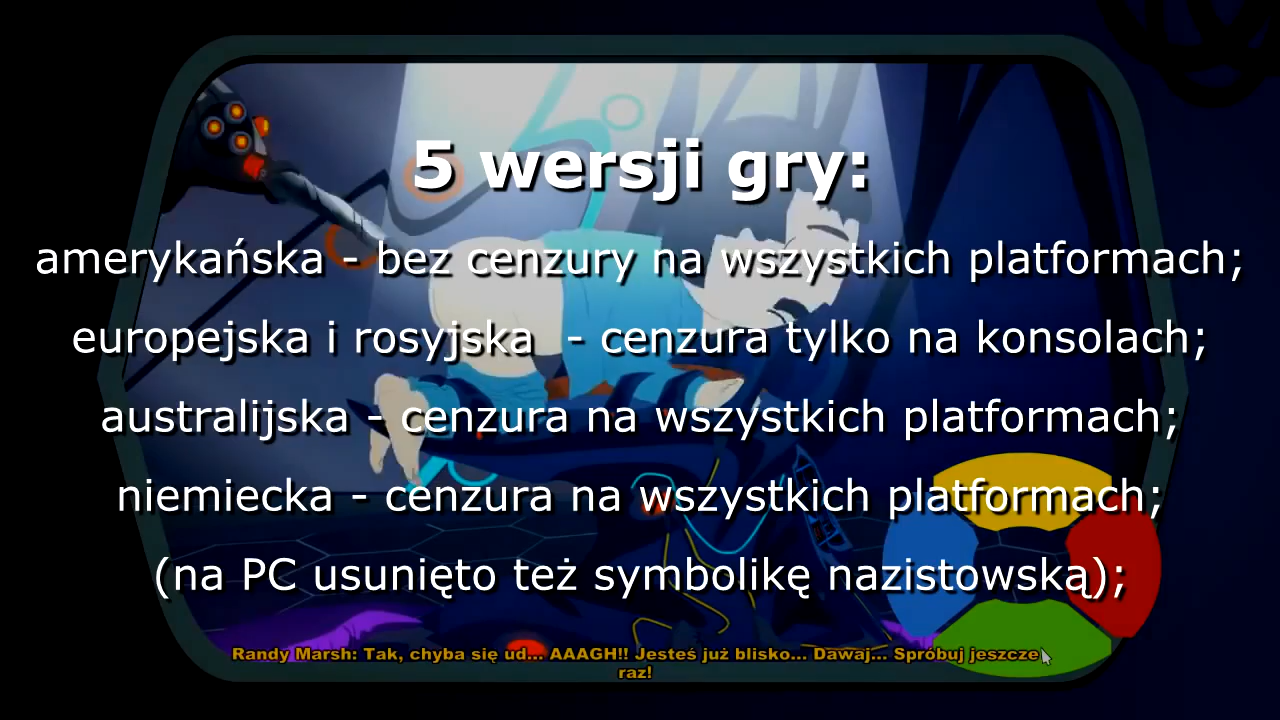 5 wersji gry:
amerykańska - bez cenzury na wszystkich platformach;
europejska i rosyjska - cenzura tylko na konsolach;
australijska - cenzura na wszystkich platformach;
niemiecka - cenzura na wszystkich platformach;
(na PC usunięto też symbolikę nazistowską);
Randy Marsh: Tak, chyba się ud... AAAGH!! Jesteś już blisko... Dawaj... Spróbuj jeszcze
raz!